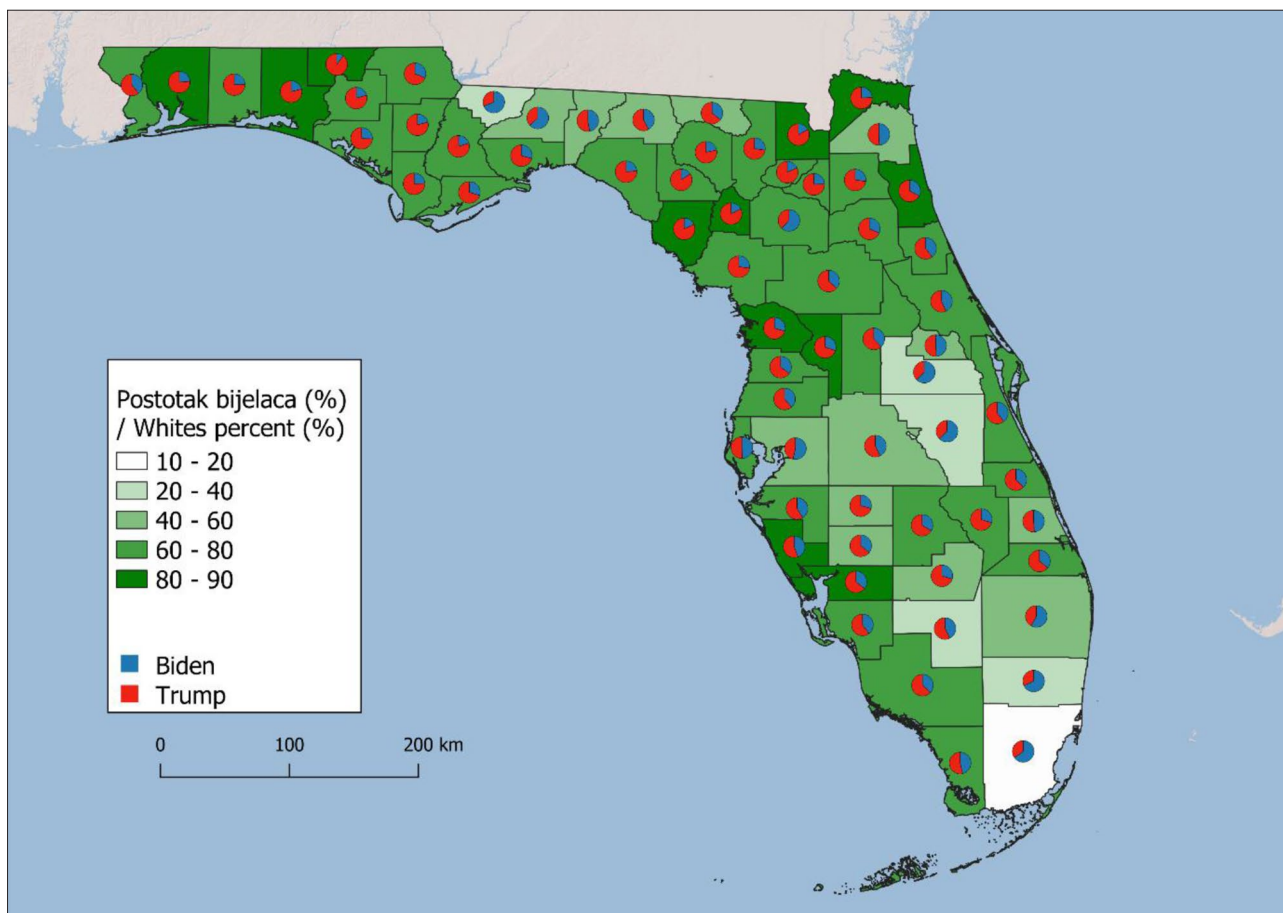 Postotak bijelaca (%)
/ Whites percent (%)
10 - 20
20 - 40
40 - 60
60 - 80
80 - 90
Biden
Trump
0 100 200 km